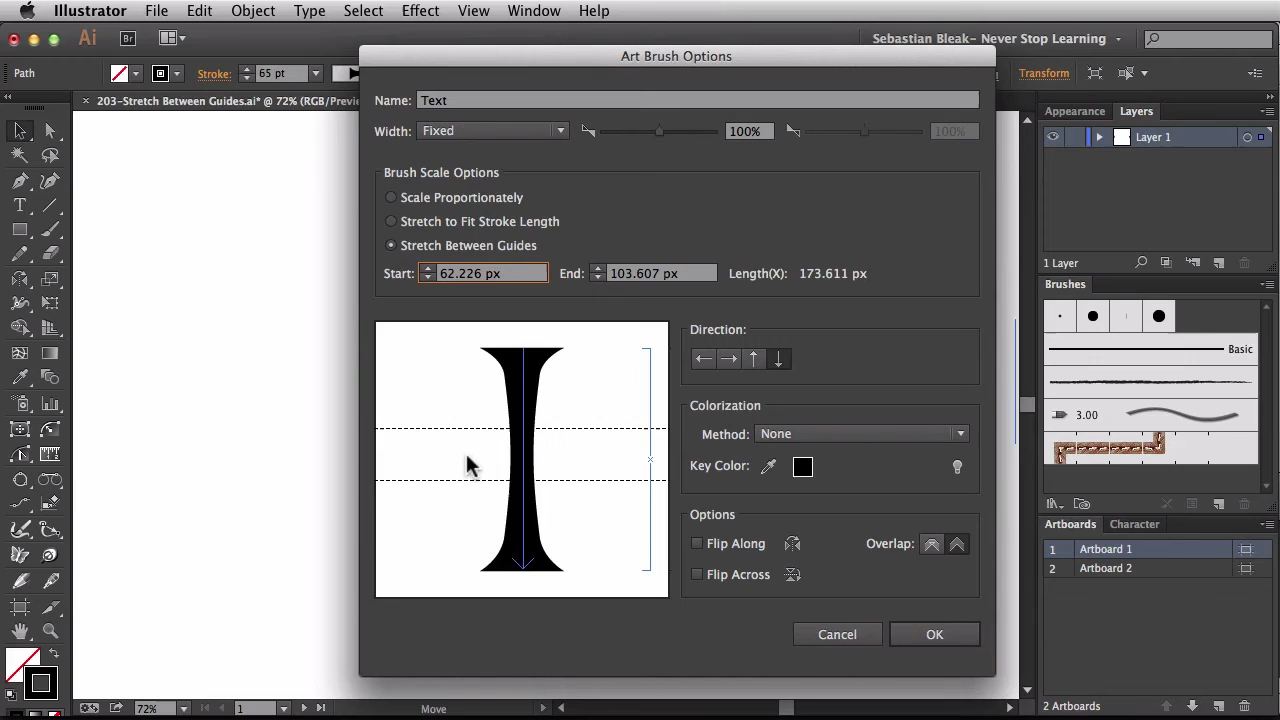 Illustrator File Edit Object Type Select Effect View Window Help
Ai Br Sebastian Bleak- Never Stop Learning
Path Stroke: 65 pt Transform
203-Stretch Between Guides.ai* @ 72% (RGB/Previe
Art Brush Options
Name: Text
Width: Fixed 100% 100%
Brush Scale Options
Scale Proportionately
Stretch to Fit Stroke Length
Stretch Between Guides
Start: 62.226 px End: 103.607 px Length(X): 173.611 px
Direction:
Colorization
Method: None
Key Color:
Options
Flip Along Overlap:
Flip Across
Cancel OK
Appearance Layers
Layer 1
1 Layer
Brushes
Basic
3.00
Artboards Character
1 Artboard 1
2 Artboard 2
2 Artboards
72% 1 Move